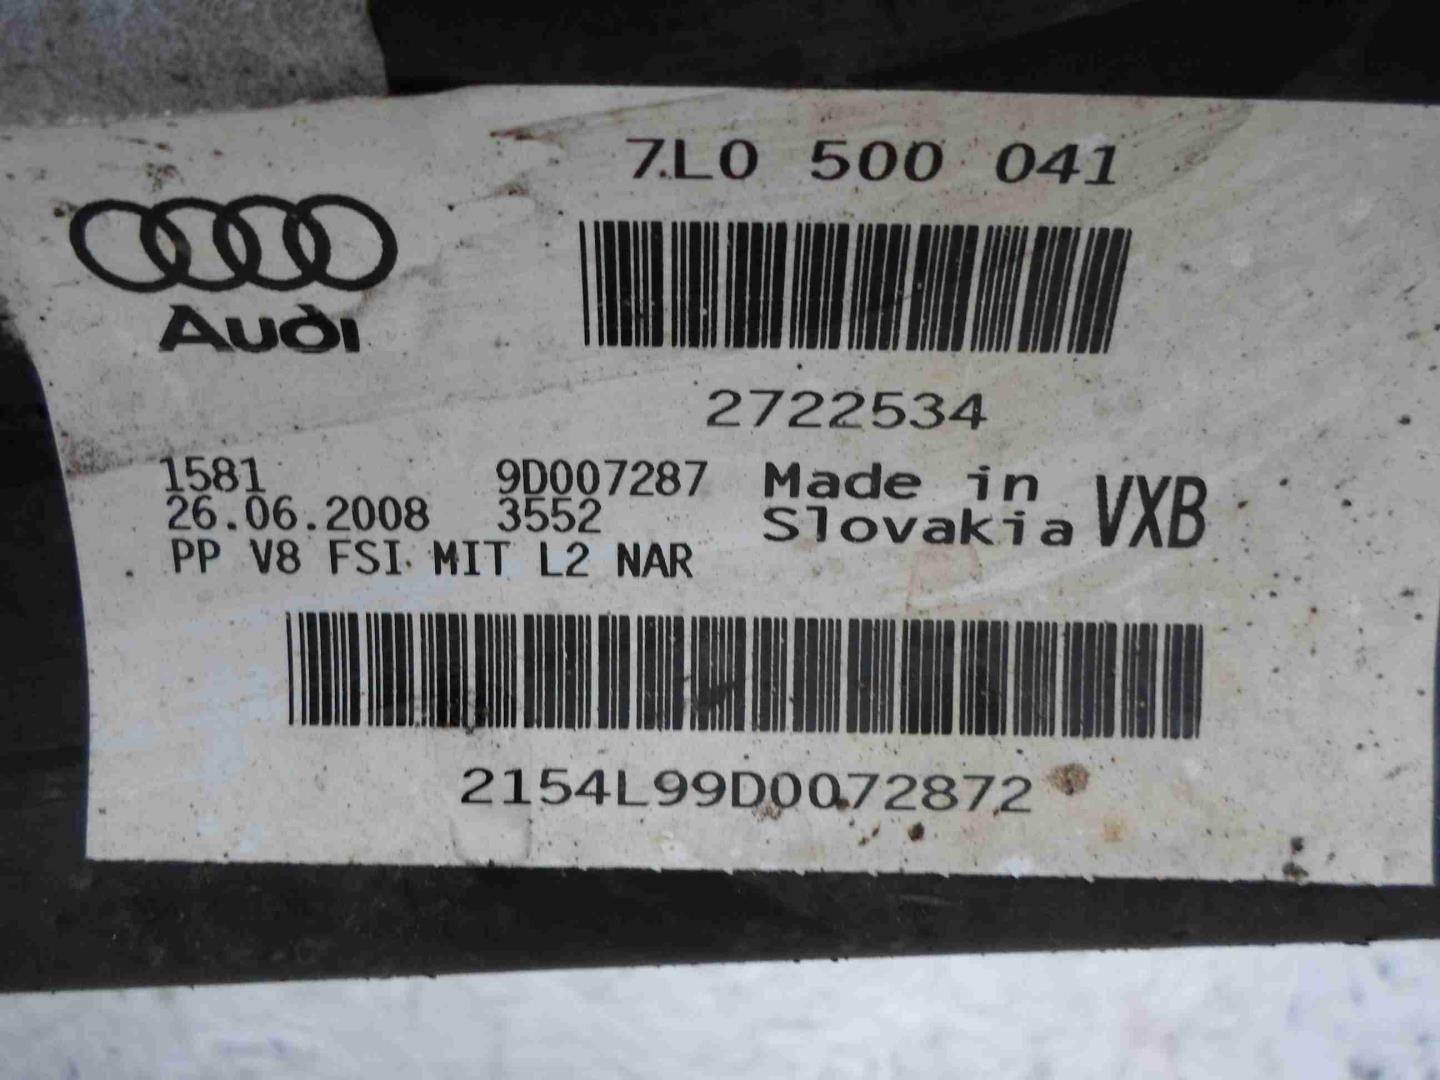 7L0 500 041
Audi
2722534
1581 9D007287 Made in VXB
26.06.2008 3552 Slovakia
PP V8 FSI MIT L2 NAR
2154L99D0072872